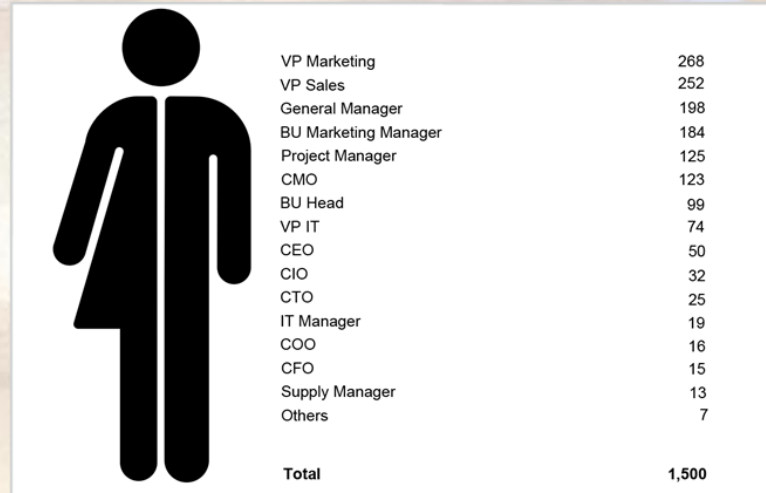 VP Marketing 268
VP Sales 252
General Manager 198
BU Marketing Manager 184
Project Manager 125
CMO 123
BU Head 99
VP IT 74
CEO 50
CIO 32
CTO 25
IT Manager 19
COO 16
CFO 15
Supply Manager 13
Others 7
Total 1,500